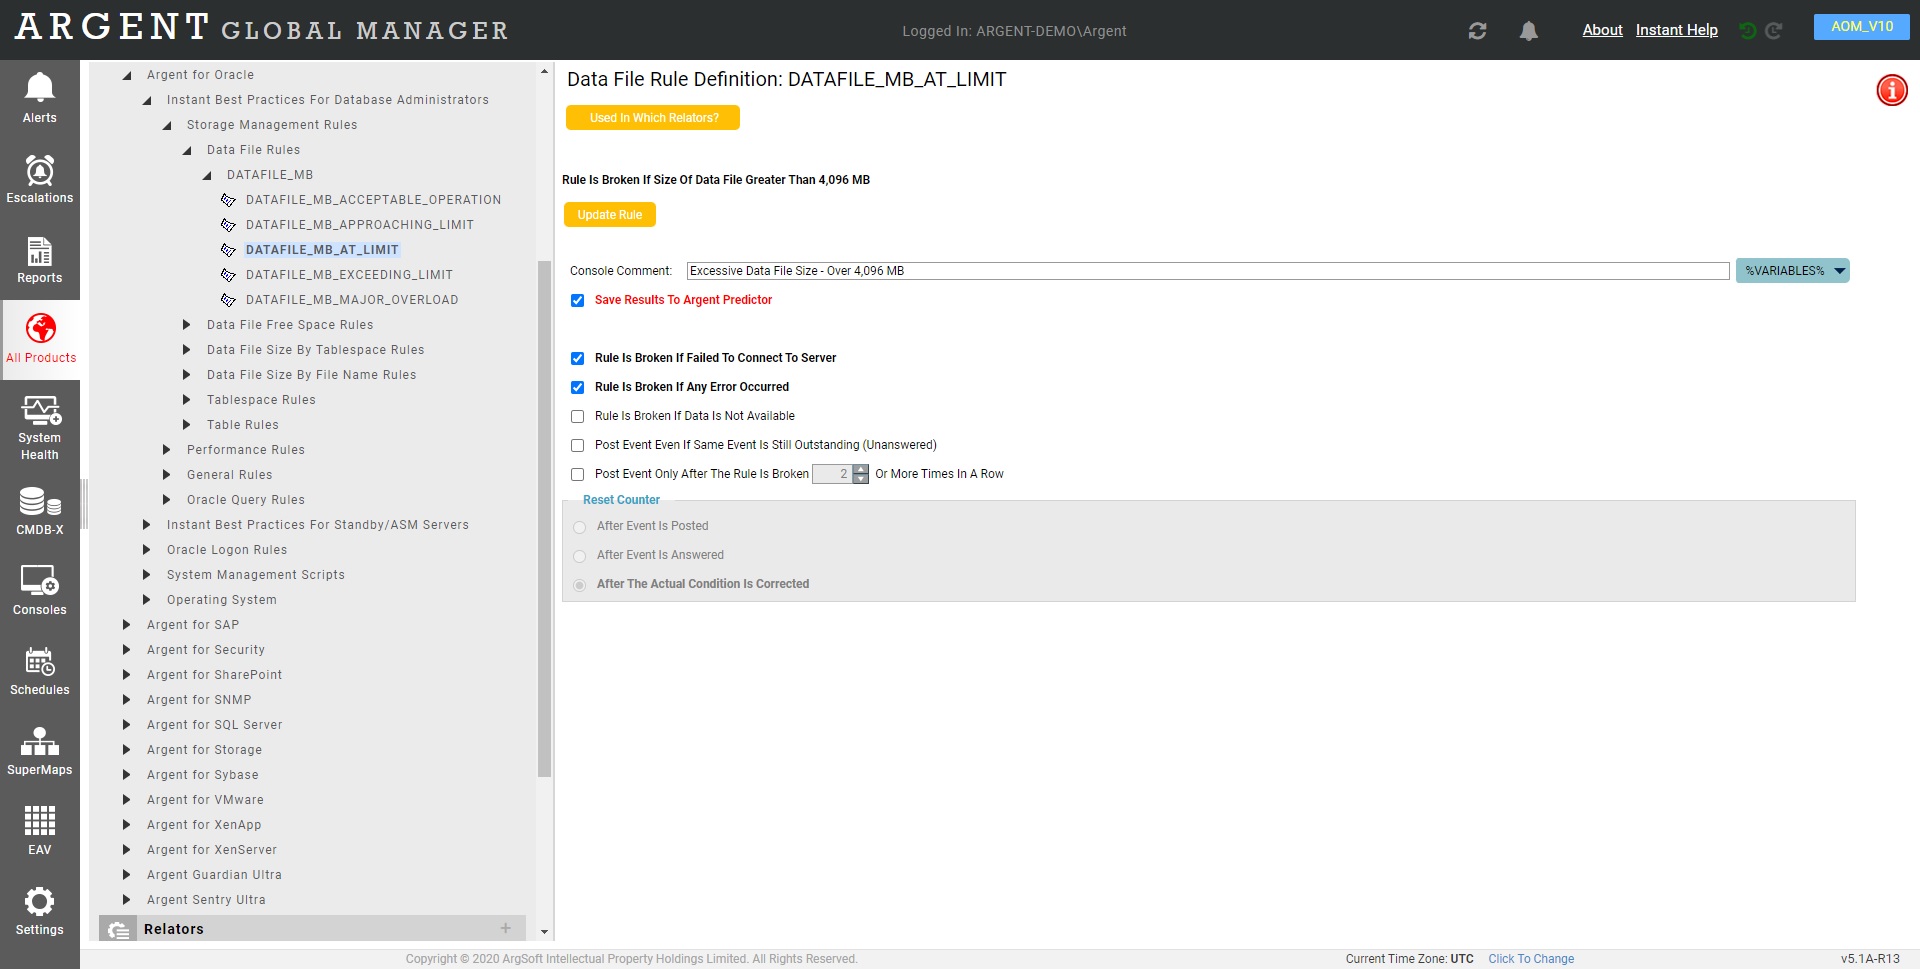 ARGENT GLOBAL MANAGER
Logged In: ARGENT-DEMO\Argent
About
Instant Help
AOM_V10
Alerts
Escalations
Reports
All Products
System
Health
CMDB-X
Consoles
Schedules
SuperMaps
EAV
Settings
Argent for Oracle
Instant Best Practices For Database Administrators
Storage Management Rules
Data File Rules
DATAFILE_MB
DATAFILE_MB_ACCEPTABLE_OPERATION
DATAFILE_MB_APPROACHING_LIMIT
DATAFILE_MB_AT_LIMIT
DATAFILE_MB_EXCEEDING_LIMIT
DATAFILE_MB_MAJOR_OVERLOAD
Data File Free Space Rules
Data File Size By Tablespace Rules
Data File Size By File Name Rules
Tablespace Rules
Table Rules
Performance Rules
General Rules
Oracle Query Rules
Instant Best Practices For Standby/ASM Servers
Oracle Logon Rules
System Management Scripts
Operating System
Argent for SAP
Argent for Security
Argent for SharePoint
Argent for SNMP
Argent for SQL Server
Argent for Storage
Argent for Sybase
Argent for VMware
Argent for XenApp
Argent for XenServer
Argent Guardian Ultra
Argent Sentry Ultra
Relators +
Data File Rule Definition: DATAFILE_MB_AT_LIMIT
Used In Which Relators?
Rule Is Broken If Size Of Data File Greater Than 4,096 MB
Update Rule
Console Comment: Excessive Data File Size - Over 4,096 MB %VARIABLES%
Save Results To Argent Predictor
Rule Is Broken If Failed To Connect To Server
Rule Is Broken If Any Error Occurred
Rule Is Broken If Data Is Not Available
Post Event Even If Same Event Is Still Outstanding (Unanswered)
Post Event Only After The Rule Is Broken 2 Or More Times In A Row
Reset Counter
After Event Is Posted
After Event Is Answered
After The Actual Condition Is Corrected
Copyright © 2020 ArgSoft Intellectual Property Holdings Limited. All Rights Reserved.
Current Time Zone: UTC Click To Change
v5.1A-R13